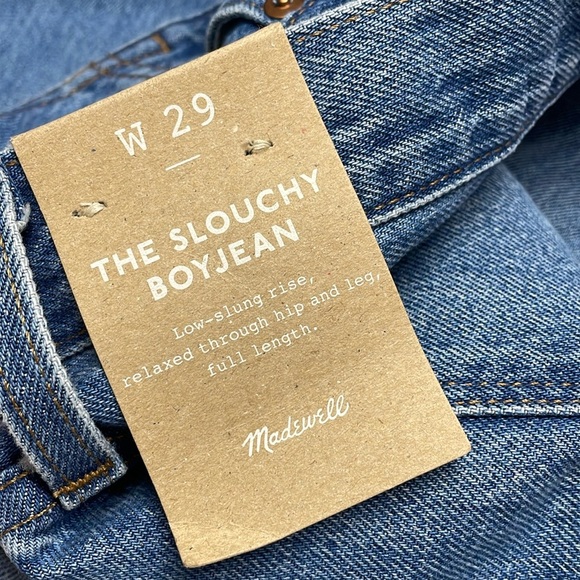 W 29
THE SLOUCHY
BOYJEAN
Low-slung rise,
relaxed through hip and leg,
full length.
Madewell